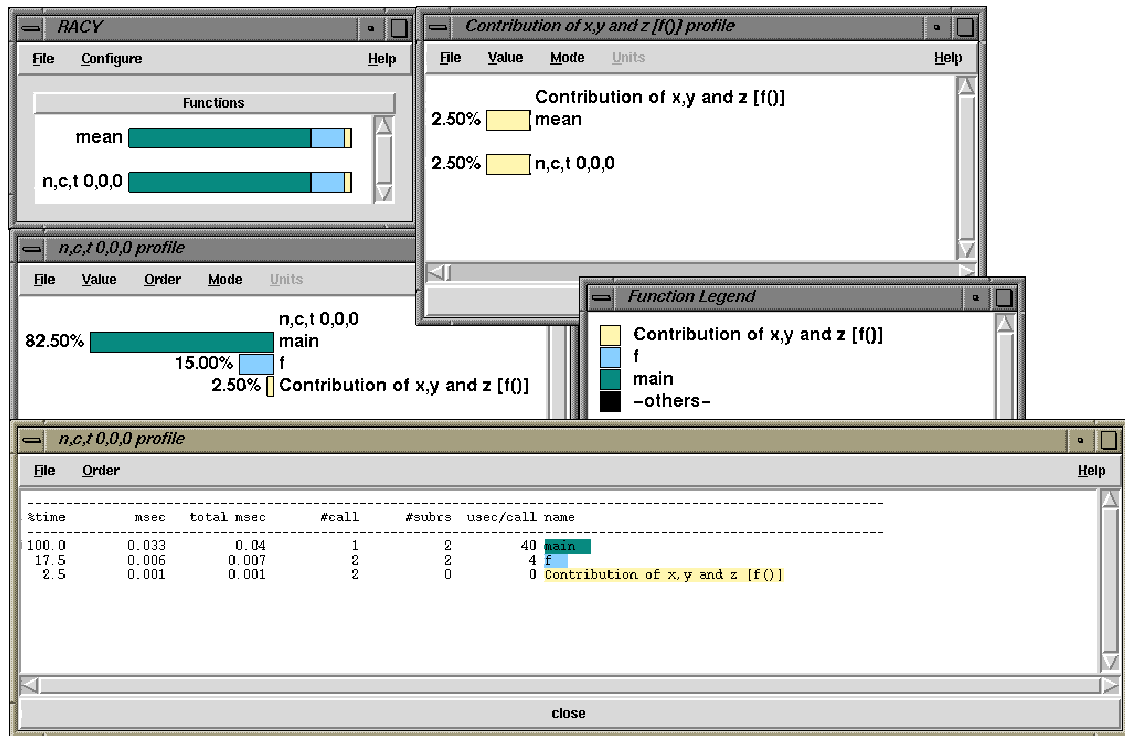 RACY
File Configure Help
Functions
mean
n,c,t 0,0,0
Contribution of x,y and z [f()] profile
File Value Mode Units Help
Contribution of x,y and z [f()]
2.50% mean
2.50% n,c,t 0,0,0
n,c,t 0,0,0 profile
File Value Order Mode Units
n,c,t 0,0,0
82.50% main
15.00% f
2.50% Contribution of x,y and z [f()]
Function Legend
Contribution of x,y and z [f()]
f
main
-others-
n,c,t 0,0,0 profile
File Order Help
%time msec total msec #call #subrs usec/call name
100.0 0.033 0.04 1 2 40 main
17.5 0.006 0.007 2 2 4 f
2.5 0.001 0.001 2 0 0 Contribution of x,y and z [f()]
close